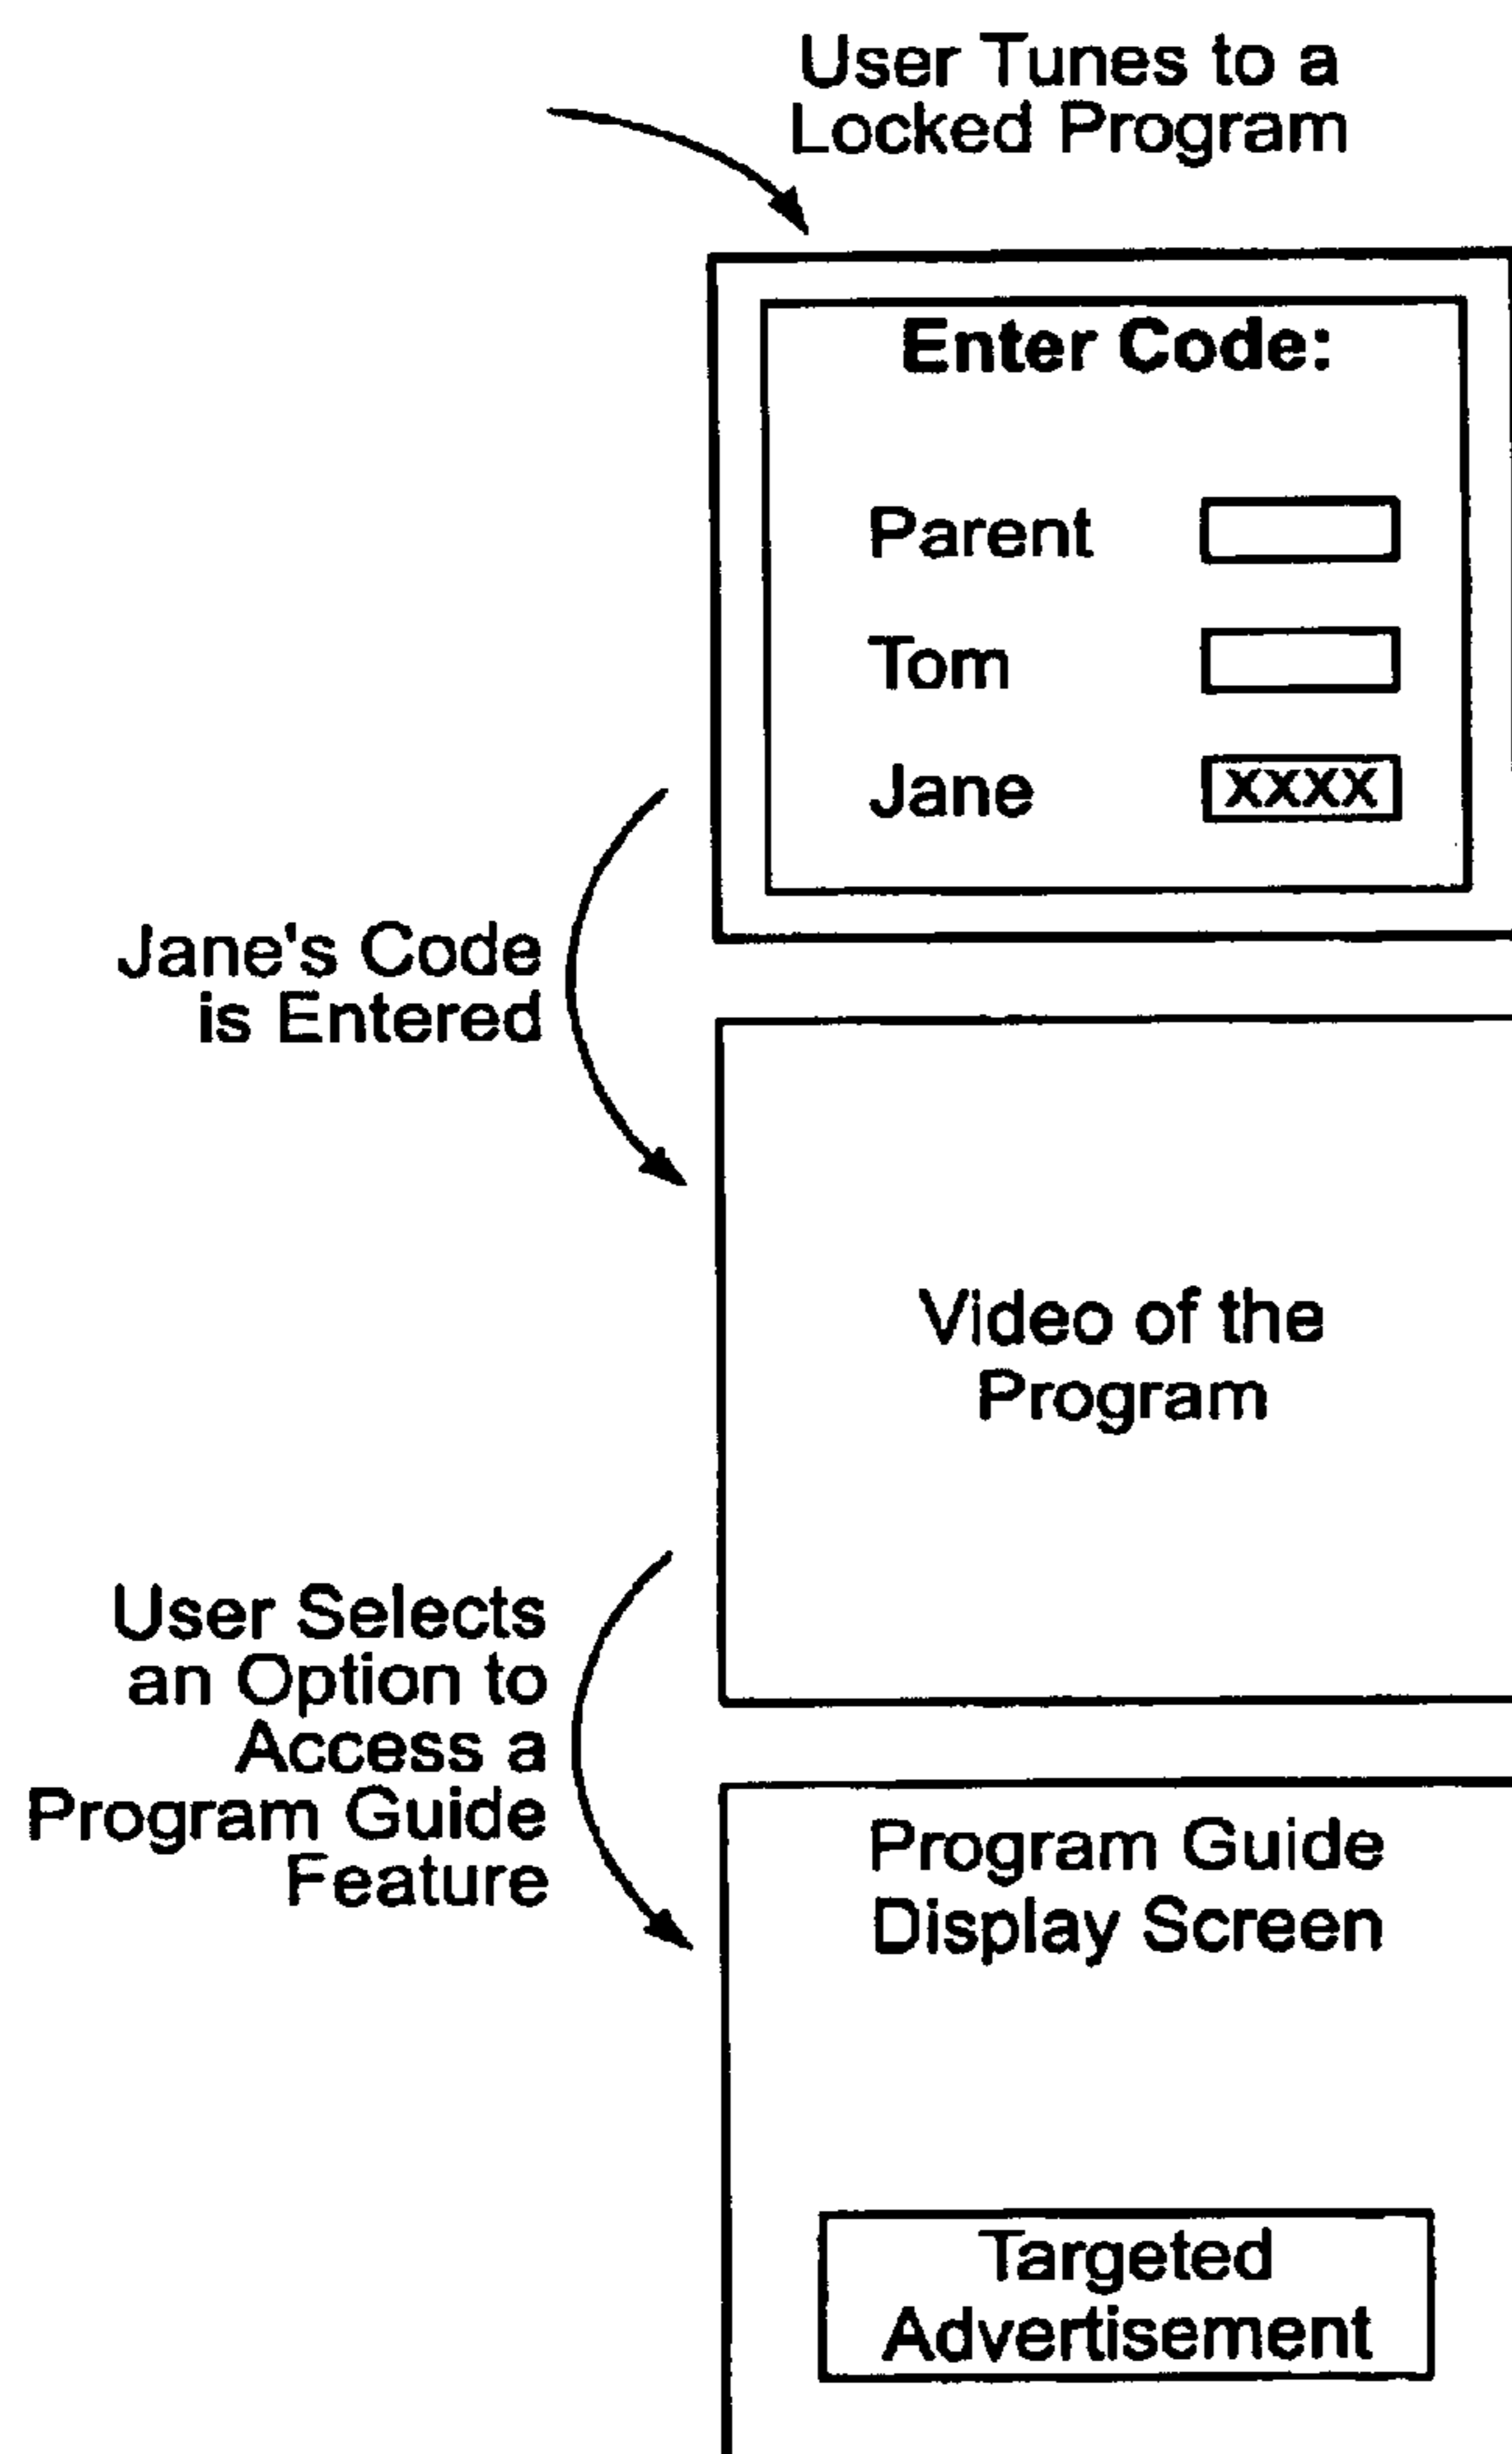 User Tunes to a
Locked Program
Enter Code:
Parent
Tom
Jane xxxx
Jane's Code
is Entered
Video of the
Program
User Selects
an Option to
Access a
Program Guide
Feature
Program Guide
Display Screen
Targeted
Advertisement